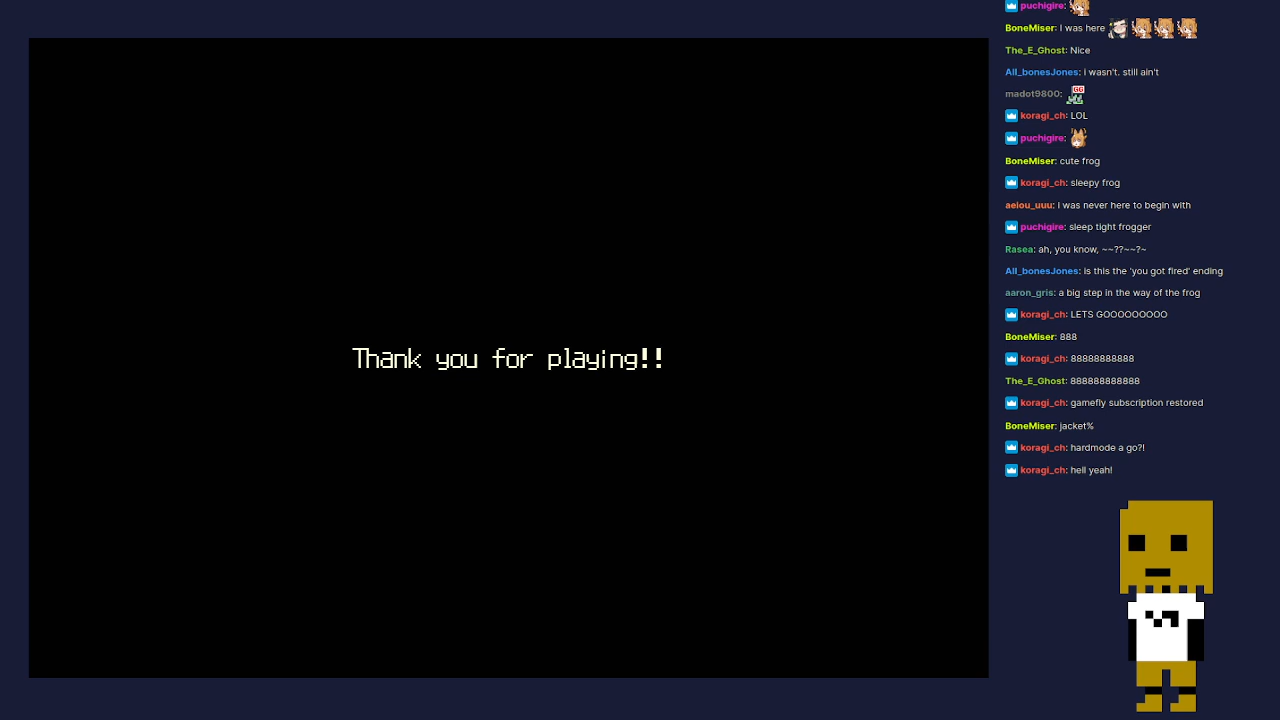 Thank you for playing!!
puchigire:
BoneMiser: I was here
The_E_Ghost: Nice
All_bonesJones: i wasn't. still ain't
madot9800:
GG
koragi_ch: LOL
puchigire:
BoneMiser: cute frog
koragi_ch: sleepy frog
aeiou_uuu: I was never here to begin with
puchigire: sleep tight frogger
Rasea: ah, you know, ~~??~~?~
All_bonesJones: is this the 'you got fired' ending
aaron_gris: a big step in the way of the frog
koragi_ch: LETS GOOOOOOOOO
BoneMiser: 888
koragi_ch: 88888888888
The_E_Ghost: 888888888888
koragi_ch: gamefly subscription restored
BoneMiser: jacket%
koragi_ch: hardmode a go?!
koragi_ch: hell yeah!